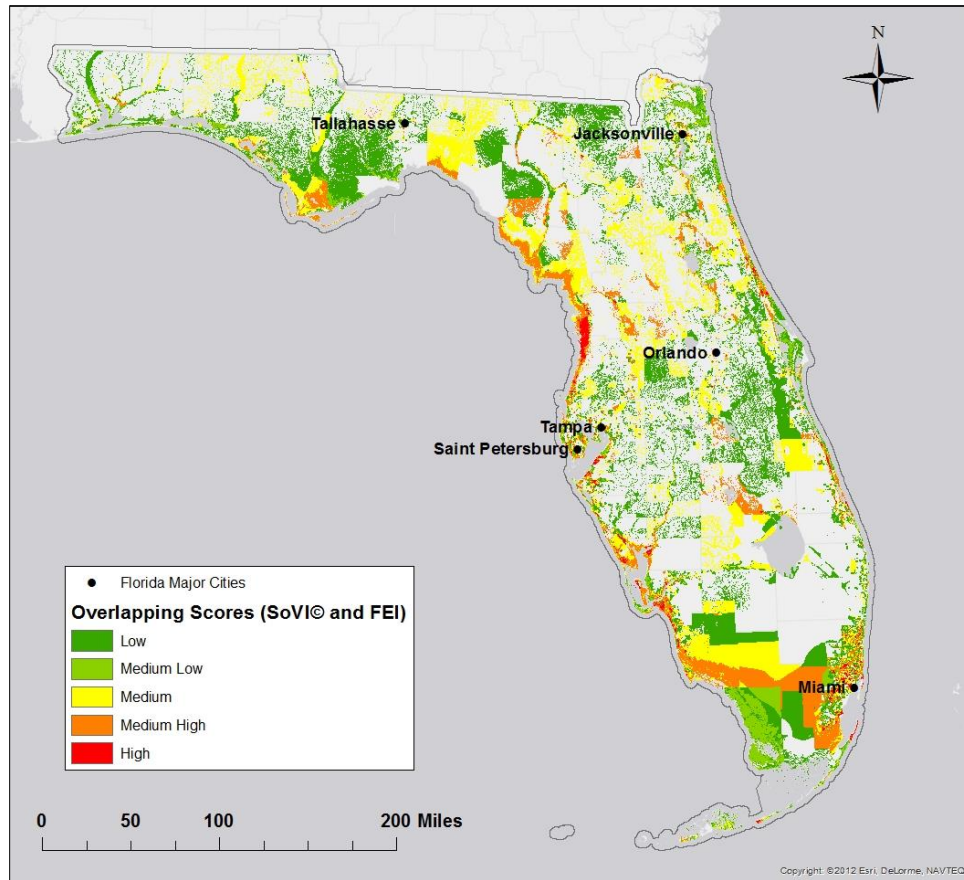 N
Tallahasse
Jacksonville
Orlando
Tampa
Saint Petersburg
Miami
Florida Major Cities
Overlapping Scores (SoVI© and FEI)
Low
Medium Low
Medium
Medium High
High
0 50 100 200 Miles
Copyright: ©2012 Esri, DeLorme, NAVTEQ